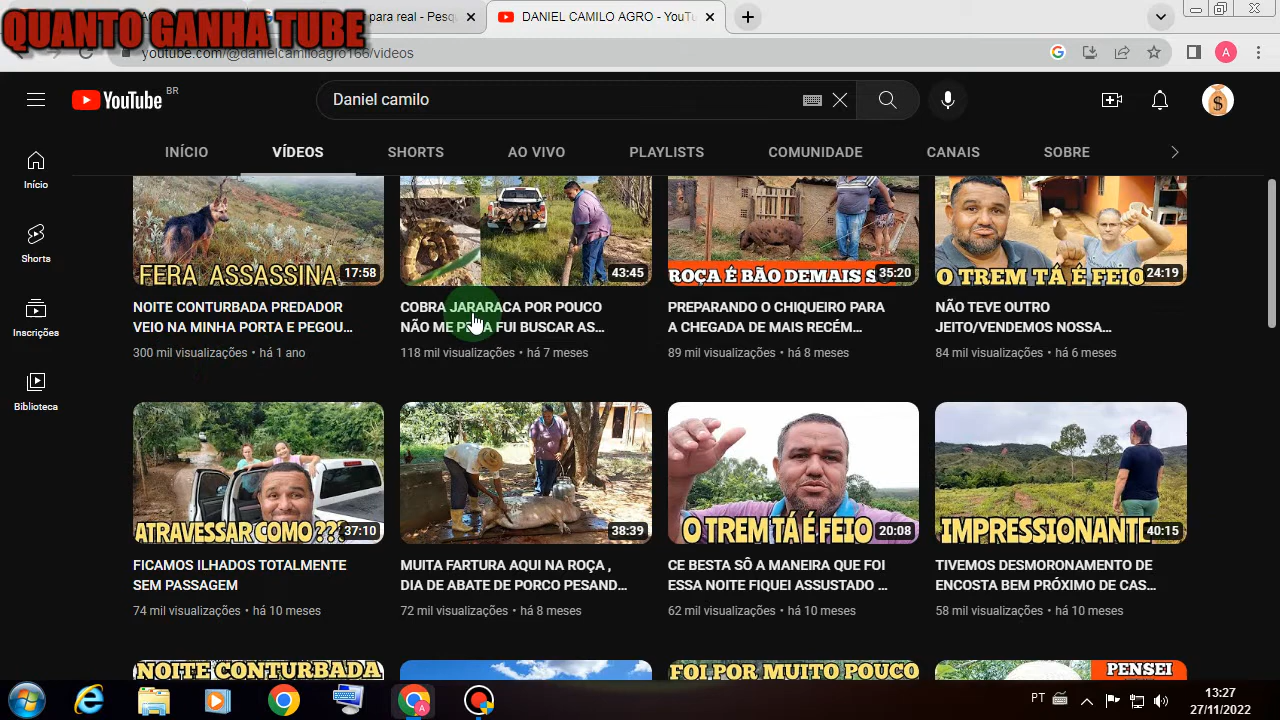 QUANTO GANHA TUBE
para real - Pesq
DANIEL CAMILO AGRO - YouTu
youtube.com/@danielcamiloagro166/videos
A
YouTube BR
Daniel camilo
INÍCIO
VÍDEOS
SHORTS
AO VIVO
PLAYLISTS
COMUNIDADE
CANAIS
SOBRE
Início
Shorts
Inscrições
Biblioteca
FERA ASSASSINA
17:58
43:45
ROÇA É BÃO DEMAIS S
35:20
O TREM TÁ É FEIO
24:19
NOITE CONTURBADA PREDADOR
VEIO NA MINHA PORTA E PEGOU...
300 mil visualizações • há 1 ano
COBRA JARARACA POR POUCO
NÃO ME PEGA FUI BUSCAR AS...
118 mil visualizações • há 7 meses
PREPARANDO O CHIQUEIRO PARA
A CHEGADA DE MAIS RECÉM...
89 mil visualizações • há 8 meses
NÃO TEVE OUTRO
JEITO/VENDEMOS NOSSA...
84 mil visualizações • há 6 meses
ATRAVESSAR COMO ???
37:10
38:39
O TREM TÁ É FEIO
20:08
IMPRESSIONANTE
40:15
FICAMOS ILHADOS TOTALMENTE
SEM PASSAGEM
74 mil visualizações • há 10 meses
MUITA FARTURA AQUI NA ROÇA ,
DIA DE ABATE DE PORCO PESAND...
72 mil visualizações • há 8 meses
CE BESTA SÔ A MANEIRA QUE FOI
ESSA NOITE FIQUEI ASSUSTADO ...
62 mil visualizações • há 10 meses
TIVEMOS DESMORONAMENTO DE
ENCOSTA BEM PRÓXIMO DE CAS...
58 mil visualizações • há 10 meses
NOITE CONTURBADA
FOI POR MUITO POUCO
PENSEI
PT
13:27
27/11/2022